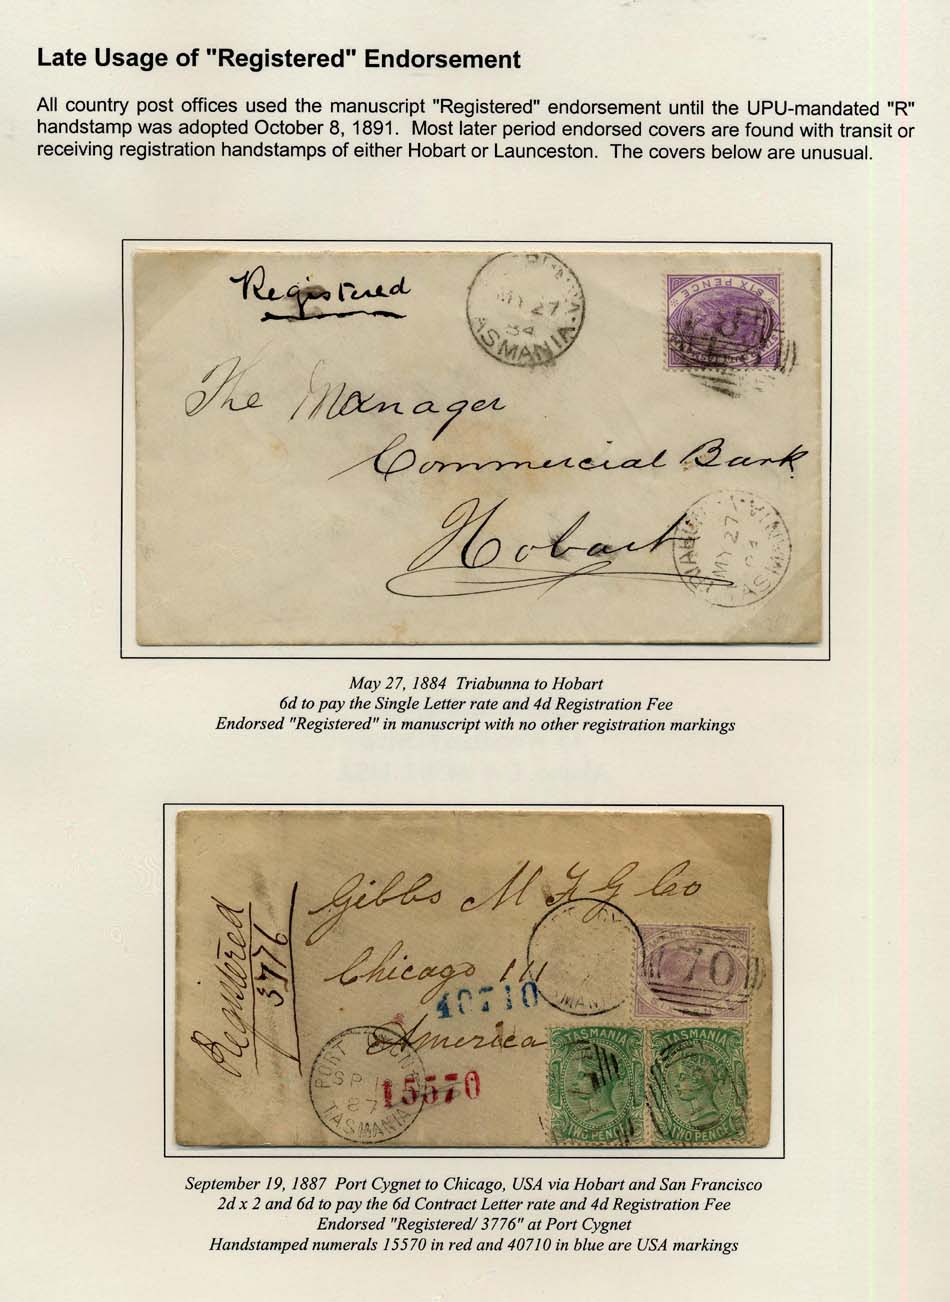 Late Usage of "Registered" Endorsement
All country post offices used the manuscript "Registered" endorsement until the UPU-mandated "R"
handstamp was adopted October 8, 1891. Most later period endorsed covers are found with transit or
receiving registration handstamps of either Hobart or Launceston. The covers below are unusual.
Registered
MY 27
84
ASMANIA
SIX PENCE
The Manager
Commercial Bank
Hobart
RIABUN
MY 27
84
ASMANIA
May 27, 1884 Triabunna to Hobart
6d to pay the Single Letter rate and 4d Registration Fee
Endorsed "Registered" in manuscript with no other registration markings
Registered
3776
Gibbs M F G Co
Chicago Ill
America
70
40710
15570
PORT
SP 19
87
TASMANIA
TASMANIA
TWO PENCE
TASMANIA
TWO PENCE
September 19, 1887 Port Cygnet to Chicago, USA via Hobart and San Francisco
2d x 2 and 6d to pay the 6d Contract Letter rate and 4d Registration Fee
Endorsed "Registered/ 3776" at Port Cygnet
Handstamped numerals 15570 in red and 40710 in blue are USA markings